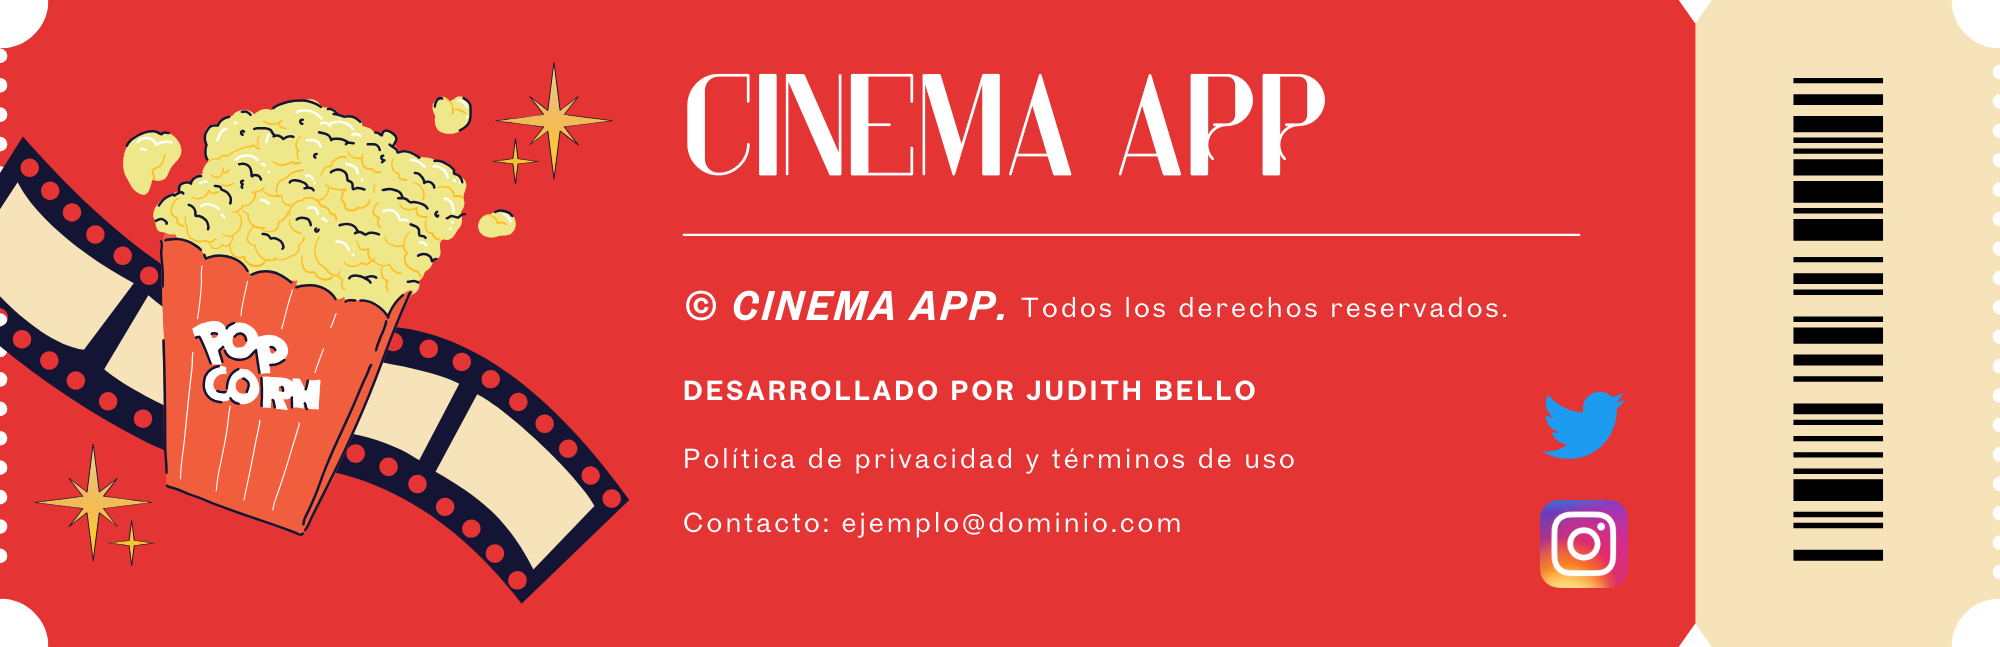 CINEMA APP
© CINEMA APP. Todos los derechos reservados.
POP
CORN
DESARROLLADO POR JUDITH BELLO
Política de privacidad y términos de uso
Contacto: ejemplo@dominio.com